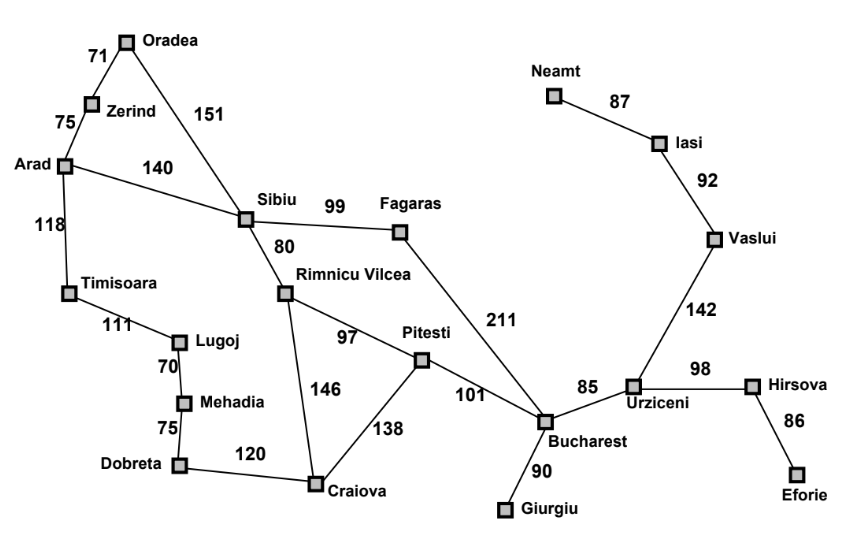 Oradea
71
Neamt
87
Zerind
151
75
Iasi
Arad
140
92
Sibiu
99
Fagaras
118
80
Vaslui
Timisoara
Rimnicu Vilcea
142
111
Lugoj
97
Pitesti
211
70
98
Hirsova
146
101
85
Urziceni
Mehadia
75
138
86
Bucharest
Dobreta
120
90
Craiova
Eforie
Giurgiu